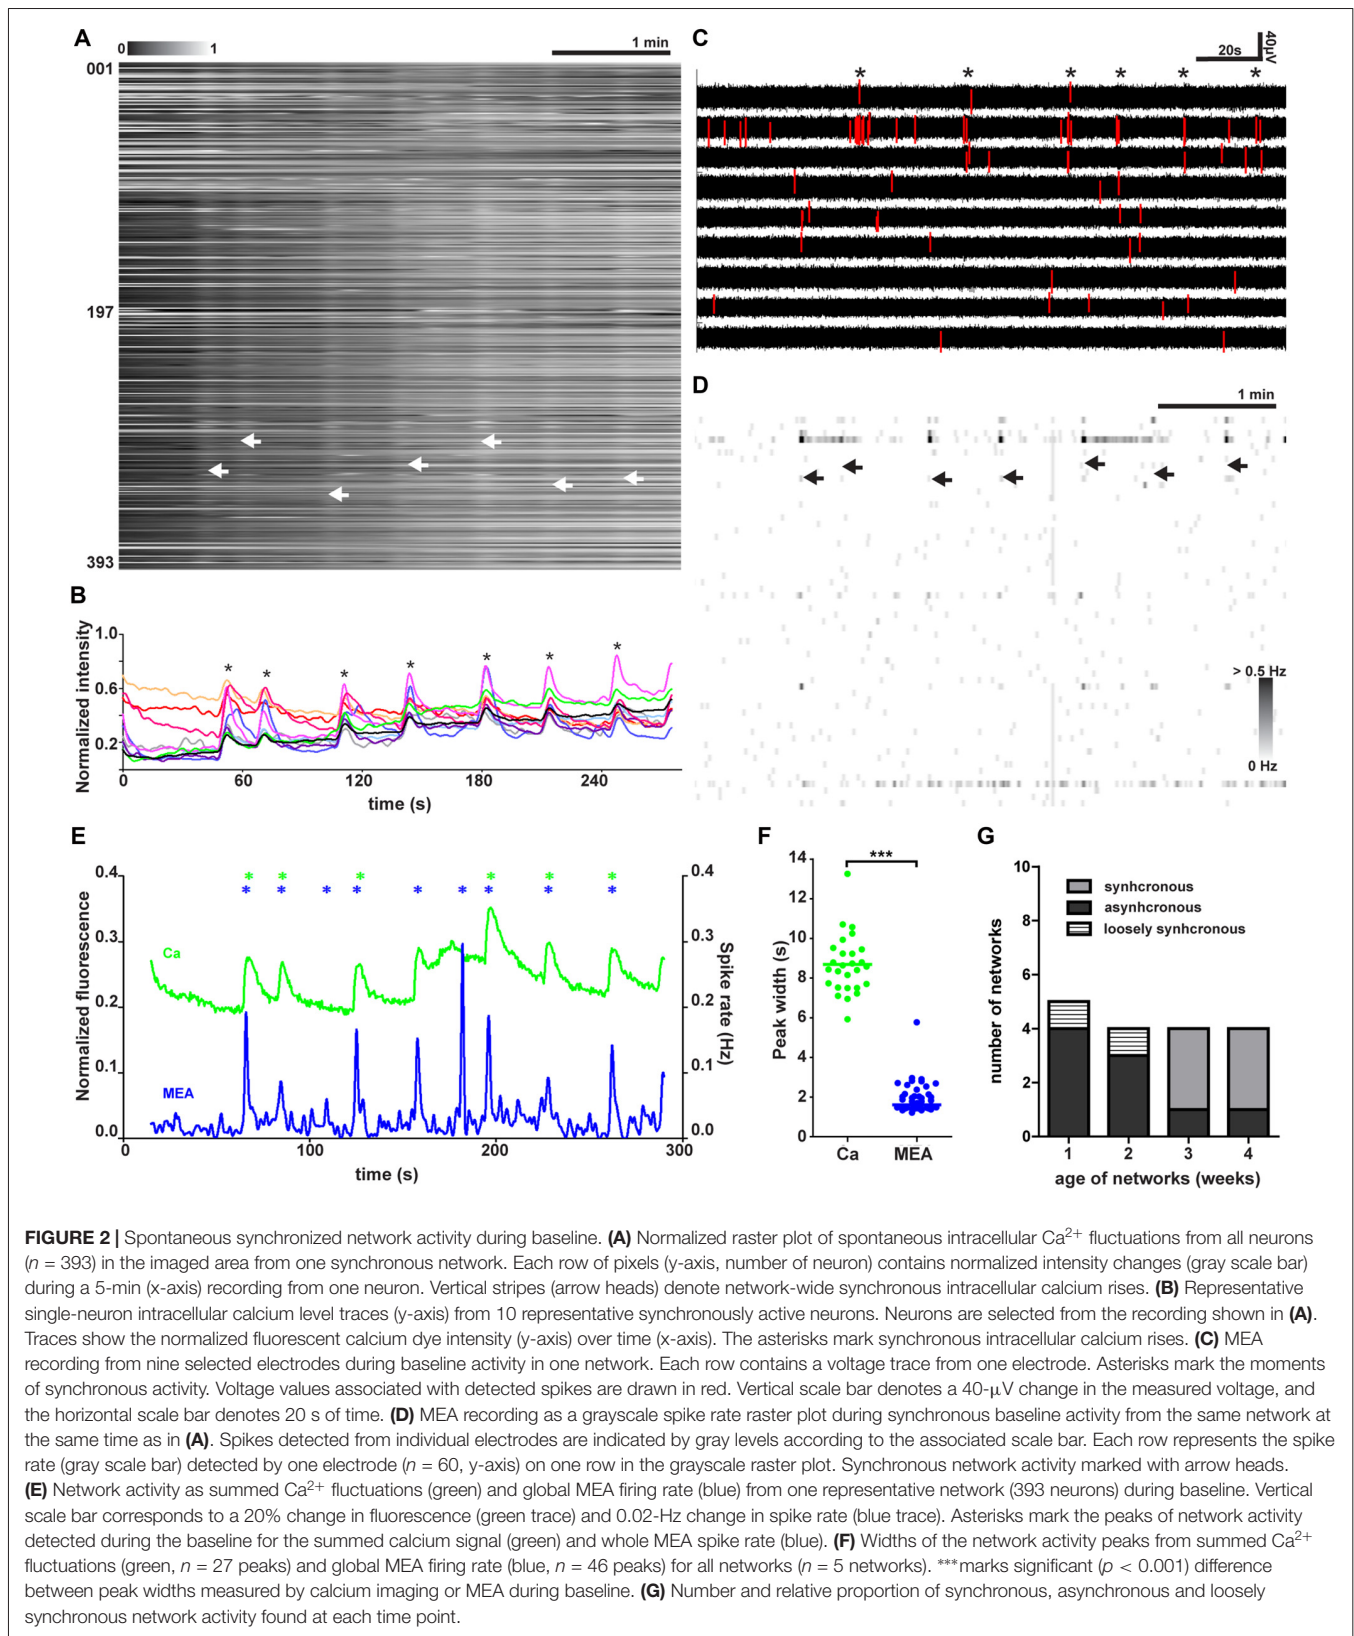 A
0
1
1 min
001
197
393
B
Normalized intensity
1.0
0.6
0.2
* * * * * * *
0 60 120 180 240
time (s)
C
20s
40µV
* * * * * *
D
1 min
> 0.5 Hz
0 Hz
E
Normalized fluorescence
0.4
0.3
0.2
0.1
0.0
* * * * * *
* * * * * * * * *
Ca
MEA
0.4
0.3
0.2
0.1
0.0
Spike rate (Hz)
0 100 200 300
time (s)
F
Peak width (s)
14
12
10
8
6
4
2
0
***
Ca MEA
G
number of networks
10
8
6
4
2
0
synhcronous
asynhcronous
loosely synhcronous
1 2 3 4
age of networks (weeks)
FIGURE 2 | Spontaneous synchronized network activity during baseline. (A) Normalized raster plot of spontaneous intracellular Ca²⁺ fluctuations from all neurons
(n = 393) in the imaged area from one synchronous network. Each row of pixels (y-axis, number of neuron) contains normalized intensity changes (gray scale bar)
during a 5-min (x-axis) recording from one neuron. Vertical stripes (arrow heads) denote network-wide synchronous intracellular calcium rises. (B) Representative
single-neuron intracellular calcium level traces (y-axis) from 10 representative synchronously active neurons. Neurons are selected from the recording shown in (A).
Traces show the normalized fluorescent calcium dye intensity (y-axis) over time (x-axis). The asterisks mark synchronous intracellular calcium rises. (C) MEA
recording from nine selected electrodes during baseline activity in one network. Each row contains a voltage trace from one electrode. Asterisks mark the moments
of synchronous activity. Voltage values associated with detected spikes are drawn in red. Vertical scale bar denotes a 40-µV change in the measured voltage, and
the horizontal scale bar denotes 20 s of time. (D) MEA recording as a grayscale spike rate raster plot during synchronous baseline activity from the same network at
the same time as in (A). Spikes detected from individual electrodes are indicated by gray levels according to the associated scale bar. Each row represents the spike
rate (gray scale bar) detected by one electrode (n = 60, y-axis) on one row in the grayscale raster plot. Synchronous network activity marked with arrow heads.
(E) Network activity as summed Ca²⁺ fluctuations (green) and global MEA firing rate (blue) from one representative network (393 neurons) during baseline. Vertical
scale bar corresponds to a 20% change in fluorescence (green trace) and 0.02-Hz change in spike rate (blue trace). Asterisks mark the peaks of network activity
detected during the baseline for the summed calcium signal (green) and whole MEA spike rate (blue). (F) Widths of the network activity peaks from summed Ca²⁺
fluctuations (green, n = 27 peaks) and global MEA firing rate (blue, n = 46 peaks) for all networks (n = 5 networks). ***marks significant (p < 0.001) difference
between peak widths measured by calcium imaging or MEA during baseline. (G) Number and relative proportion of synchronous, asynchronous and loosely
synchronous network activity found at each time point.